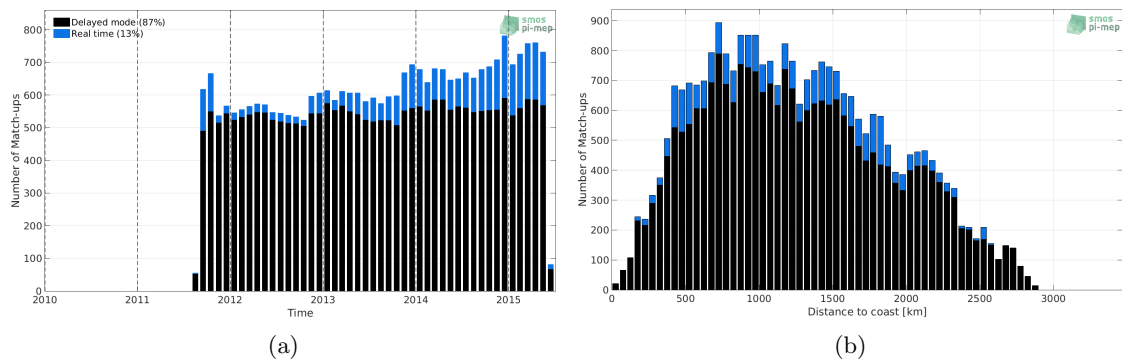 Delayed mode (87%)
Real time (13%)
smos
pi-mep
800
700
600
500
400
300
200
100
0
Number of Match-ups
2010
2011
2012
2013
2014
2015
Time
(a)
smos
pi-mep
900
800
700
600
500
400
300
200
100
0
Number of Match-ups
0
500
1000
1500
2000
2500
3000
Distance to coast [km]
(b)